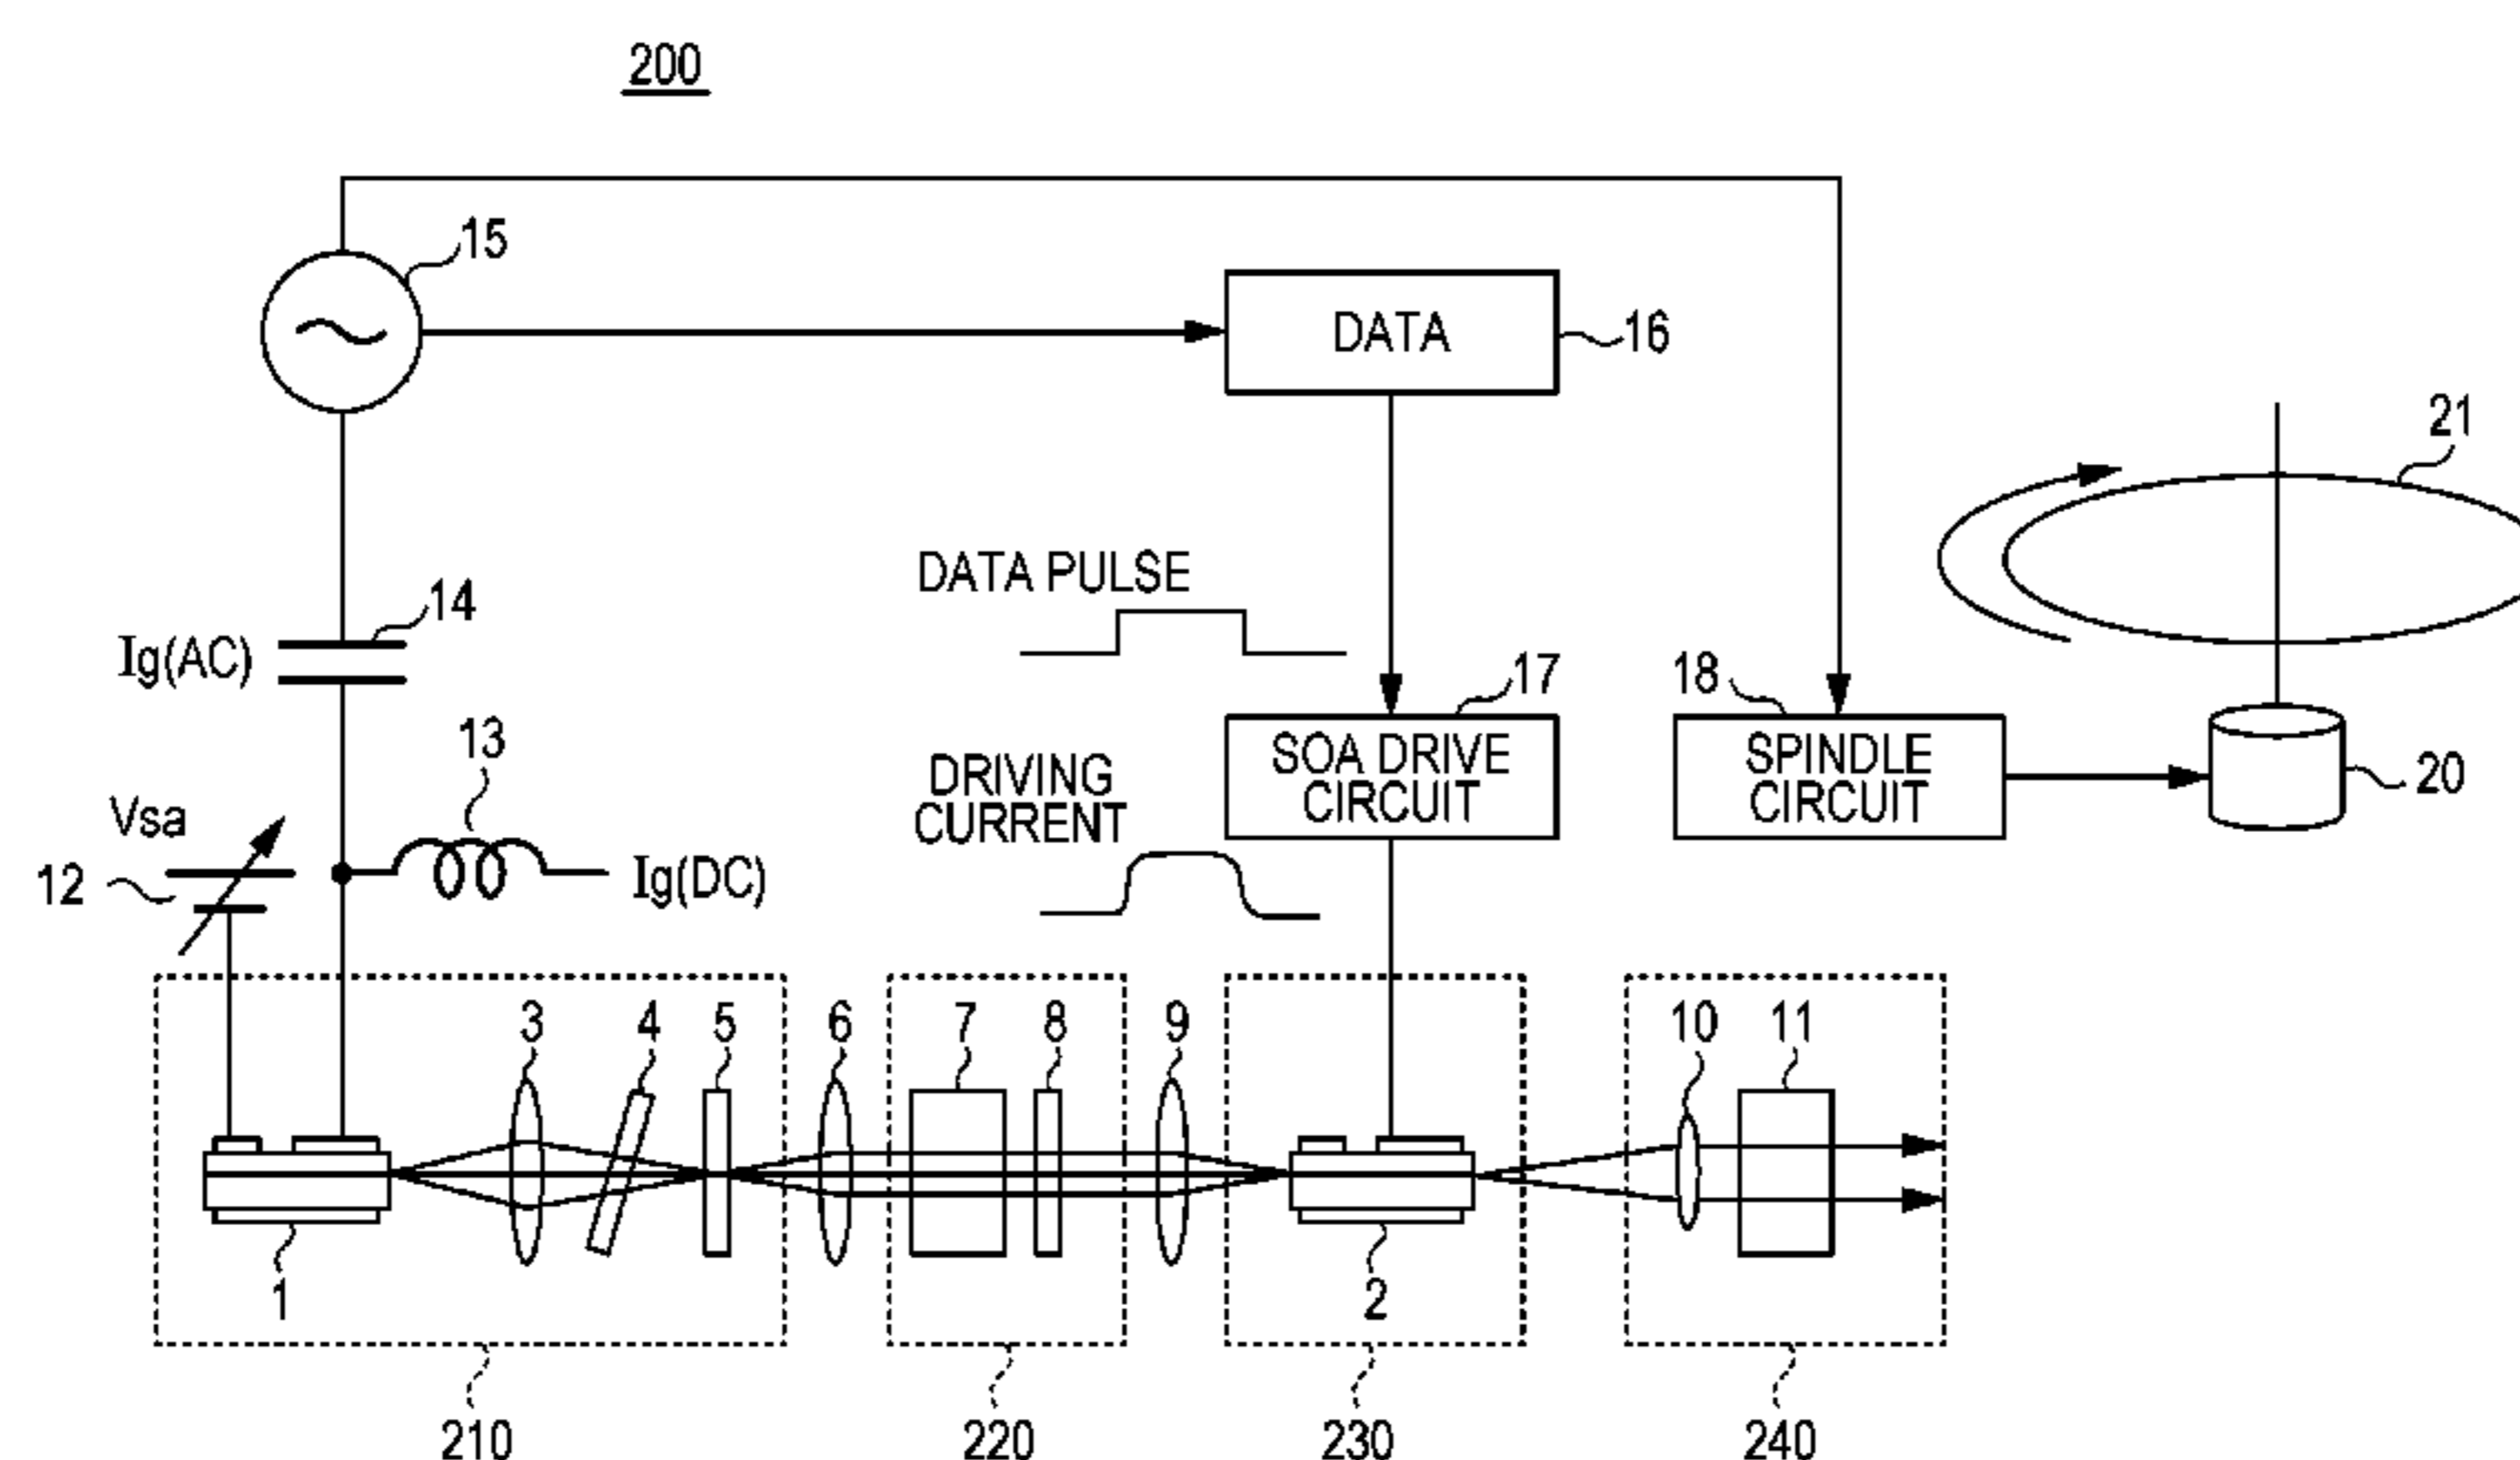 200
15
DATA
16
21
DATA PULSE
14
Ig(AC)
17
18
13
SOA DRIVE
CIRCUIT
SPINDLE
CIRCUIT
20
DRIVING
CURRENT
Vsa
12
Ig(DC)
3
4
5
6
7
8
9
10
11
1
2
210
220
230
240